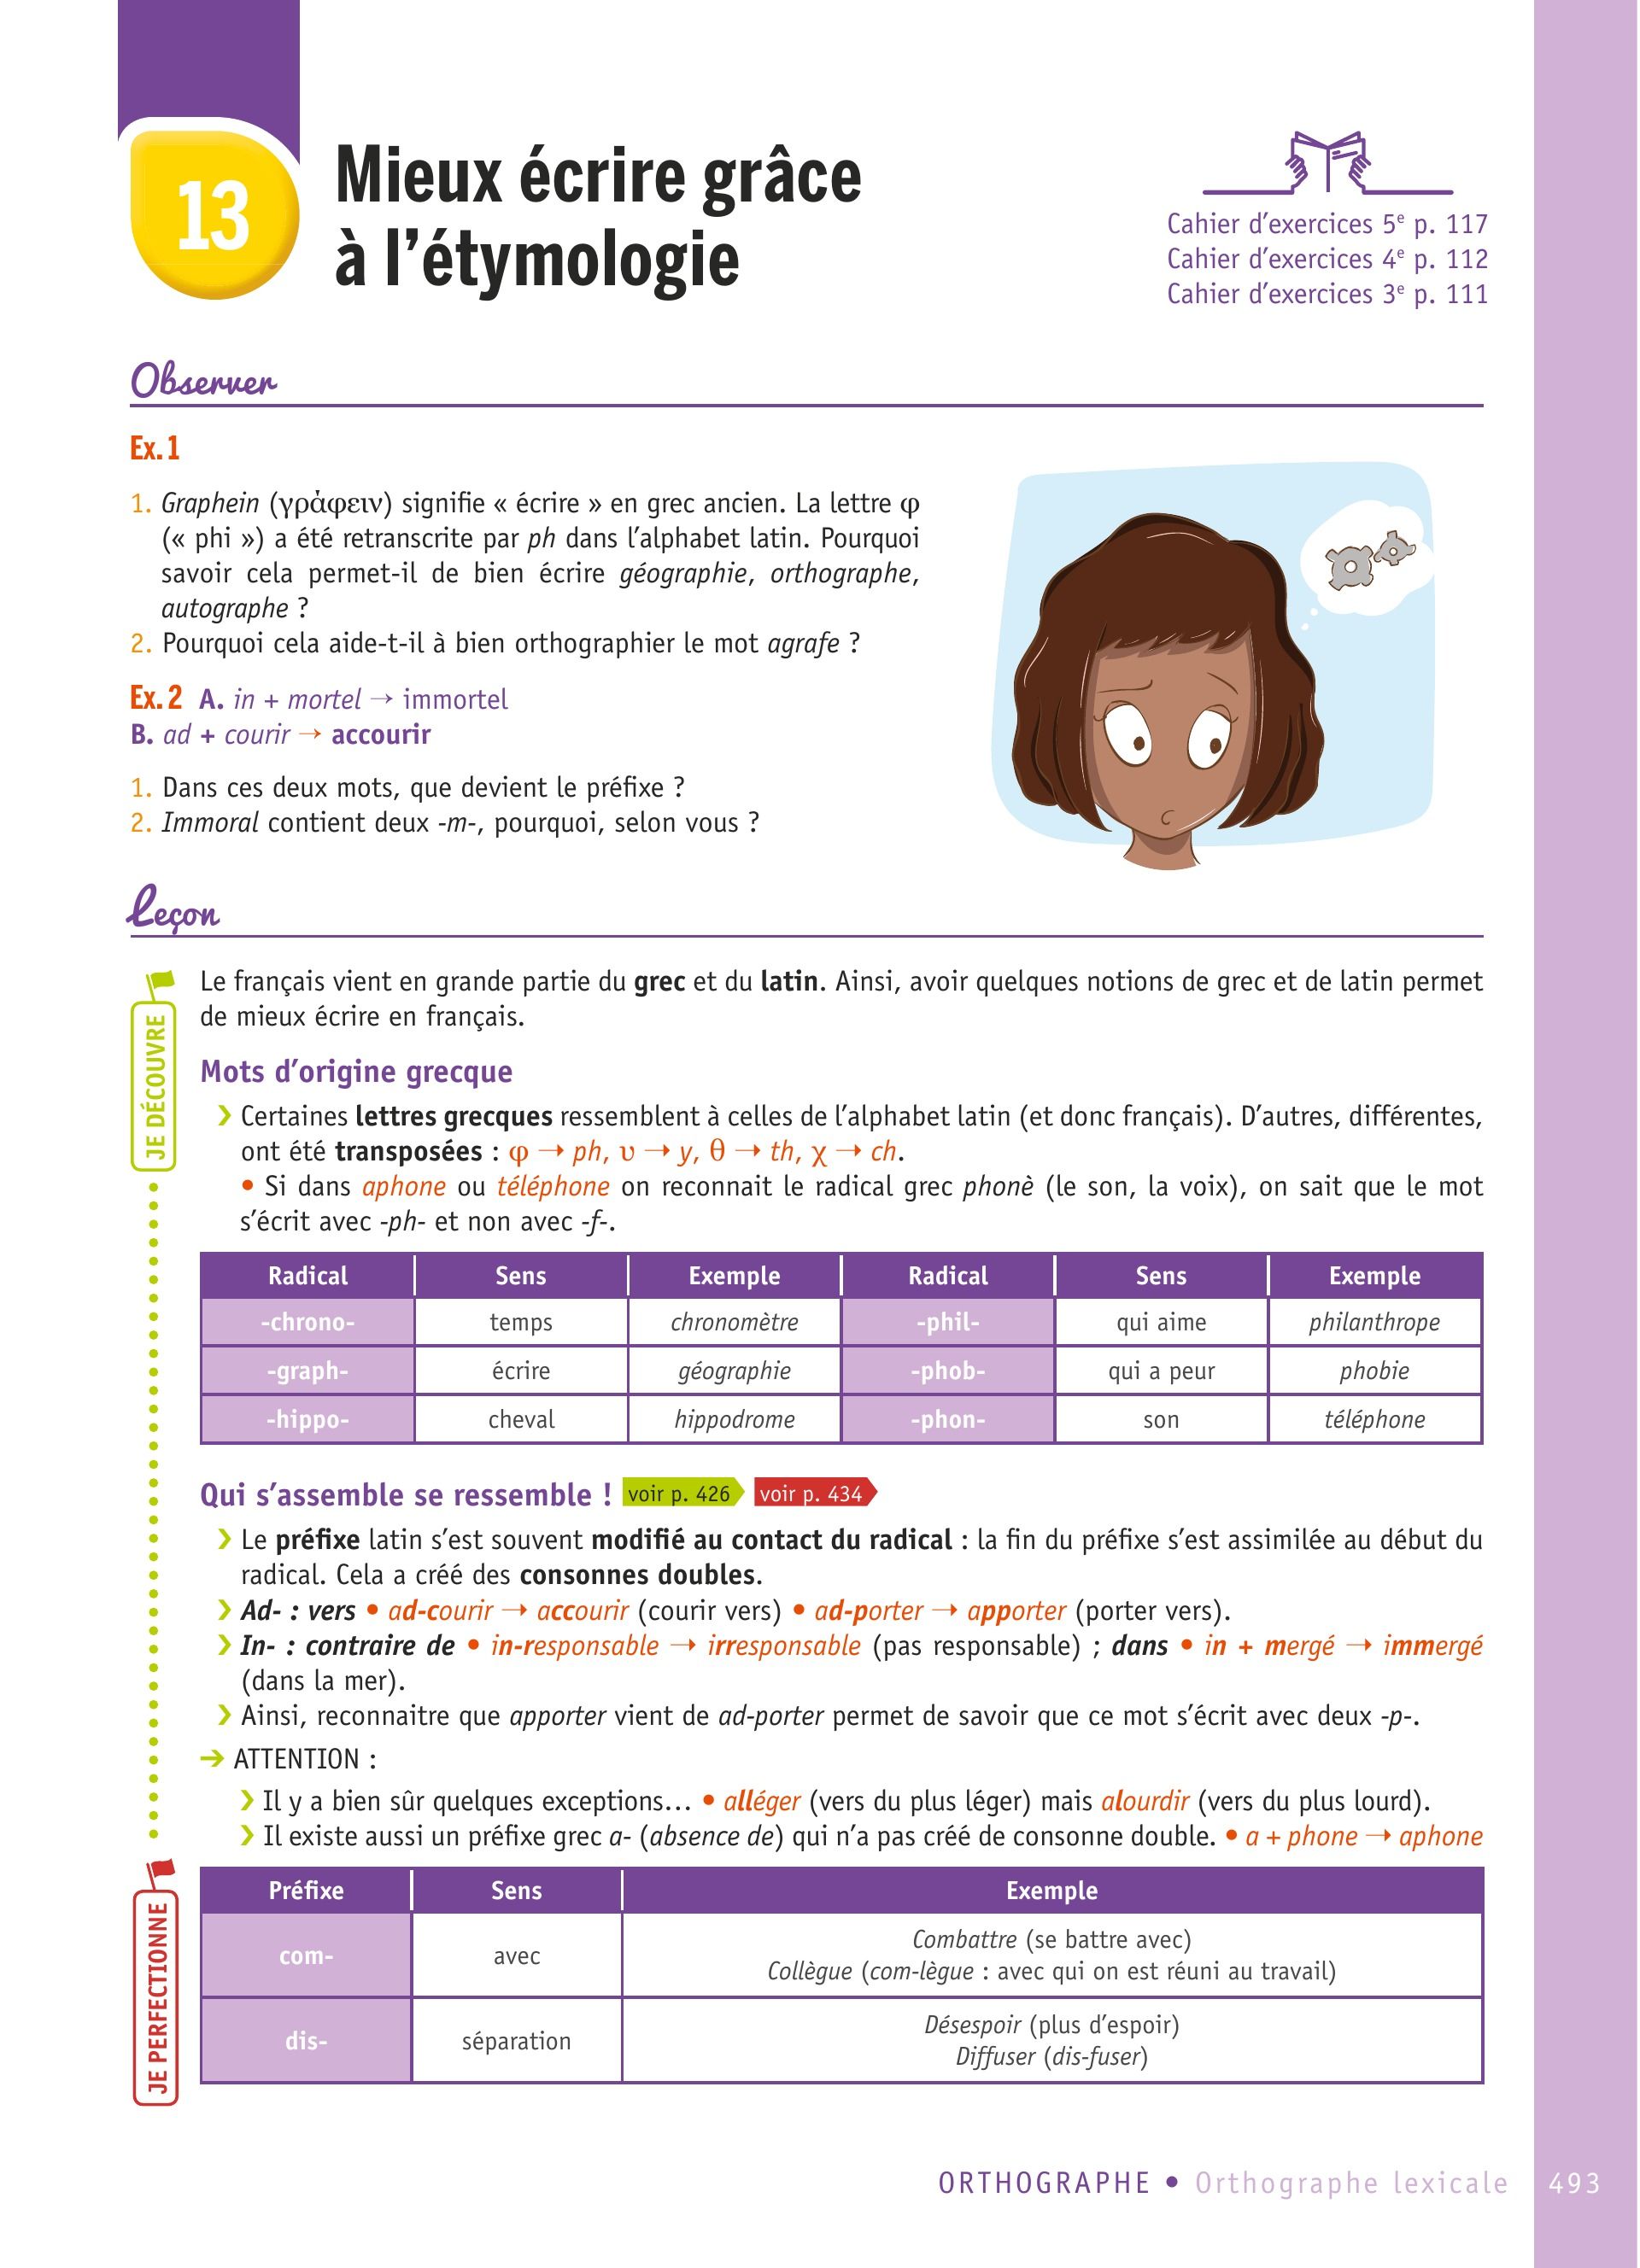 13
Mieux écrire grâce
à l’étymologie
Cahier d’exercices 5e p. 117
Cahier d’exercices 4e p. 112
Cahier d’exercices 3e p. 111
Observer
Ex. 1
1. Graphein (γράφειν) signifie « écrire » en grec ancien. La lettre φ
(« phi ») a été retranscrite par ph dans l’alphabet latin. Pourquoi
savoir cela permet-il de bien écrire géographie, orthographe,
autographe ?
2. Pourquoi cela aide-t-il à bien orthographier le mot agrafe ?
Ex. 2 A. in + mortel → immortel
B. ad + courir → accourir
1. Dans ces deux mots, que devient le préfixe ?
2. Immoral contient deux -m-, pourquoi, selon vous ?
Leçon
JE DÉCOUVRE
Le français vient en grande partie du grec et du latin. Ainsi, avoir quelques notions de grec et de latin permet
de mieux écrire en français.
Mots d’origine grecque
› Certaines lettres grecques ressemblent à celles de l’alphabet latin (et donc français). D’autres, différentes,
ont été transposées : φ → ph, υ → y, θ → th, χ → ch.
• Si dans aphone ou téléphone on reconnait le radical grec phonè (le son, la voix), on sait que le mot
s’écrit avec -ph- et non avec -f-.
Radical Sens Exemple Radical Sens Exemple
-chrono- temps chronomètre -phil- qui aime philanthrope
-graph- écrire géographie -phob- qui a peur phobie
-hippo- cheval hippodrome -phon- son téléphone
Qui s’assemble se ressemble ! voir p. 426 voir p. 434
› Le préfixe latin s’est souvent modifié au contact du radical : la fin du préfixe s’est assimilée au début du
radical. Cela a créé des consonnes doubles.
› Ad- : vers • ad-courir → accourir (courir vers) • ad-porter → apporter (porter vers).
› In- : contraire de • in-responsable → irresponsable (pas responsable) ; dans • in + mergé → immergé
(dans la mer).
› Ainsi, reconnaitre que apporter vient de ad-porter permet de savoir que ce mot s’écrit avec deux -p-.
→ ATTENTION :
› Il y a bien sûr quelques exceptions… • alléger (vers du plus léger) mais alourdir (vers du plus lourd).
› Il existe aussi un préfixe grec a- (absence de) qui n’a pas créé de consonne double. • a + phone → aphone
JE PERFECTIONNE
Préfixe Sens Exemple
com- avec Combattre (se battre avec)
Collègue (com-lègue : avec qui on est réuni au travail)
dis- séparation Désespoir (plus d’espoir)
Diffuser (dis-fuser)
ORTHOGRAPHE • Orthographe lexicale 493